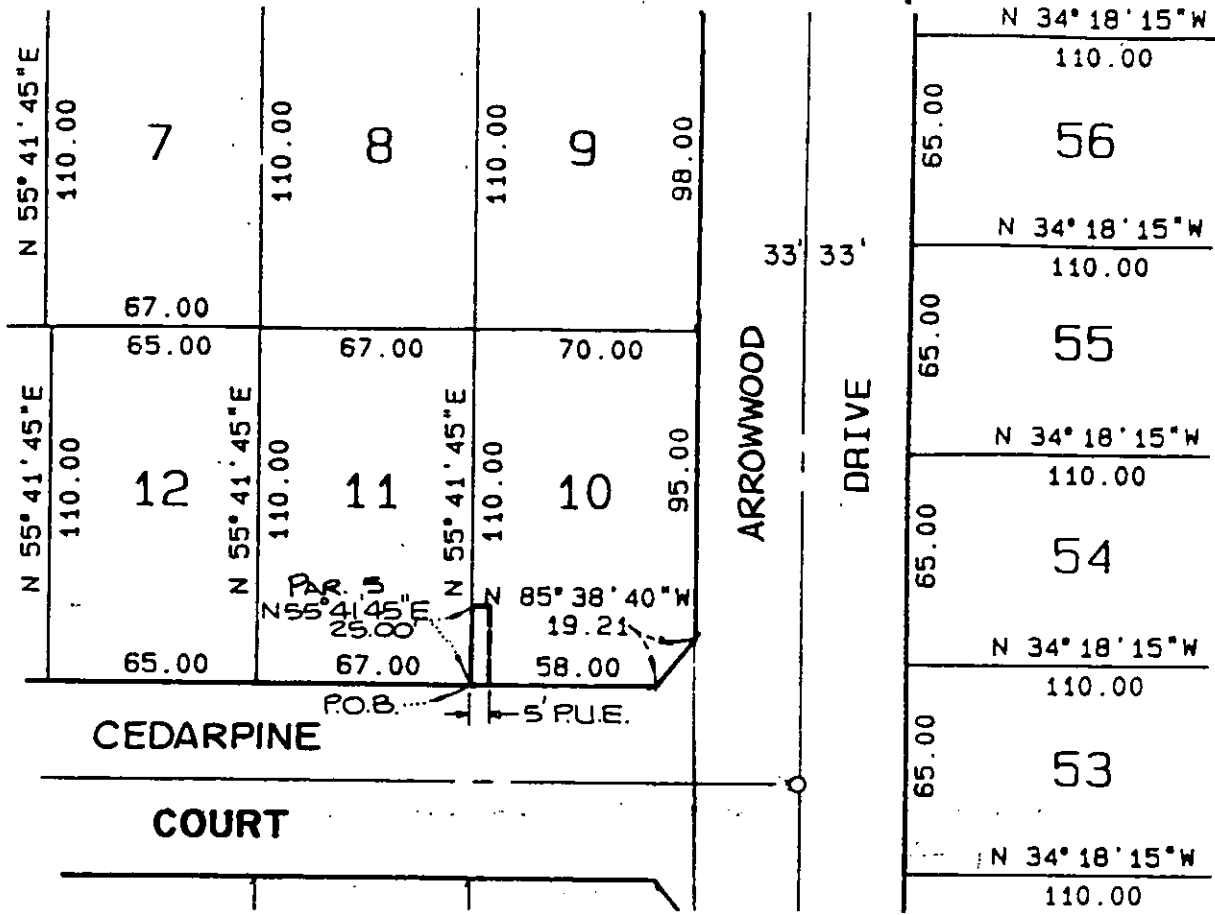 N 34° 18' 15" W
110.00
N 55° 41' 45" E
110.00
7
110.00
8
110.00
9
98.00
65.00
56
33' 33'
N 34° 18' 15" W
110.00
67.00
65.00
67.00
70.00
65.00
55
ARROWWOOD
DRIVE
N 55° 41' 45" E
110.00
12
N 55° 41' 45" E
110.00
11
N 55° 41' 45" E
110.00
10
95.00
N 34° 18' 15" W
110.00
65.00
54
PAR. 5
N 55° 41' 45" E
25.00'
N 85° 38' 40" W
19.21
65.00
67.00
58.00
N 34° 18' 15" W
110.00
P.O.B.
5' P.U.E.
CEDARPINE
COURT
65.00
53
N 34° 18' 15" W
110.00